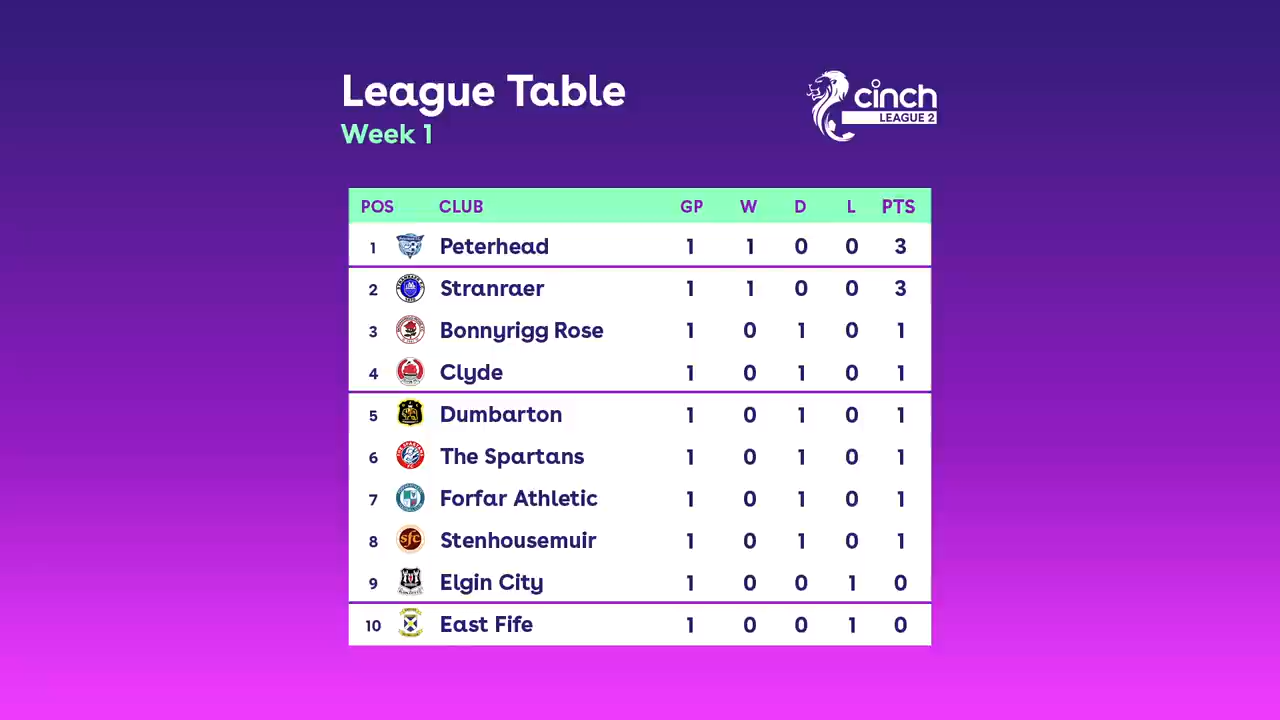 League Table
Week 1
cinch
LEAGUE 2
POS CLUB GP W D L PTS
1 Peterhead 1 1 0 0 3
2 Stranraer 1 1 0 0 3
3 Bonnyrigg Rose 1 0 1 0 1
4 Clyde 1 0 1 0 1
5 Dumbarton 1 0 1 0 1
6 The Spartans 1 0 1 0 1
7 Forfar Athletic 1 0 1 0 1
8 sfc Stenhousemuir 1 0 1 0 1
9 Elgin City 1 0 0 1 0
10 East Fife 1 0 0 1 0